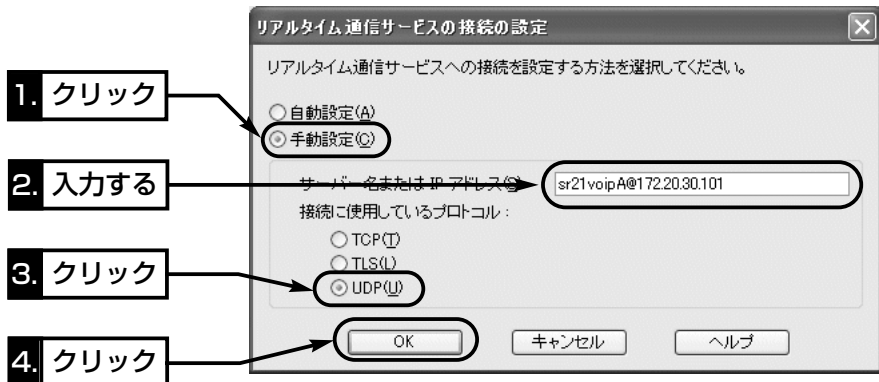 リアルタイム通信サービスの接続の設定
リアルタイム通信サービスへの接続を設定する方法を選択してください。
1. クリック
自動設定(A)
手動設定(C)
2. 入力する
サーバー名または IP アドレス(S)
sr21voipA@172.20.30.101
接続に使用しているプロトコル :
TCP(T)
TLS(L)
3. クリック
UDP(U)
4. クリック
OK
キャンセル
ヘルプ